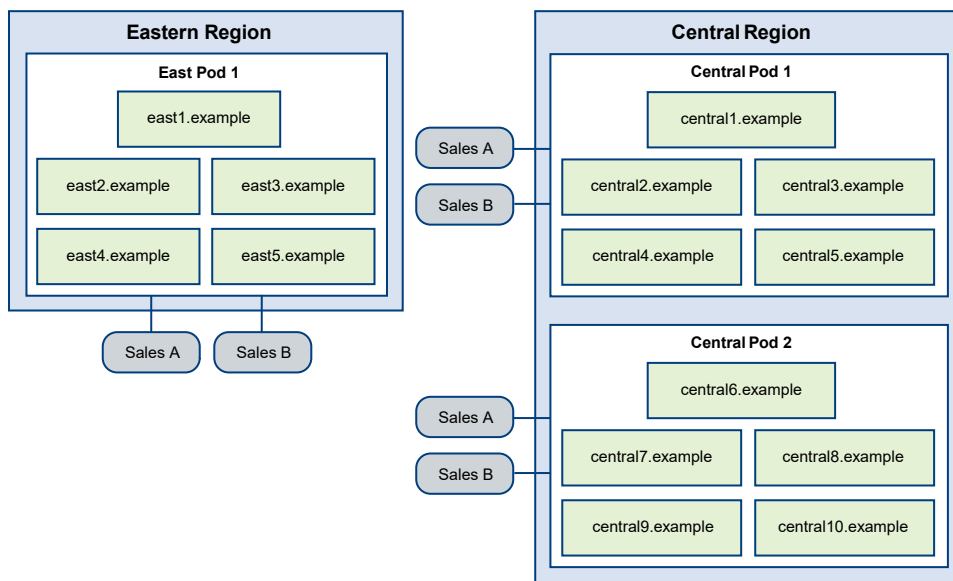 Eastern Region
East Pod 1
east1.example
east2.example
east3.example
east4.example
east5.example
Sales A
Sales B
Central Region
Central Pod 1
central1.example
Sales A
central2.example
central3.example
Sales B
central4.example
central5.example
Central Pod 2
central6.example
Sales A
central7.example
central8.example
Sales B
central9.example
central10.example